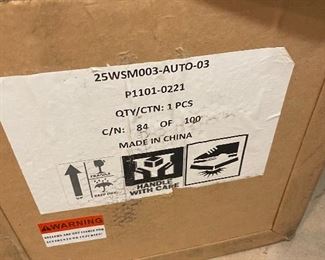 25WSM003-AUTO-03
P1101-0221
QTY/CTN: 1 PCS
C/N: 84 OF 100
MADE IN CHINA
HANDLE
WITH CARE
WARNING